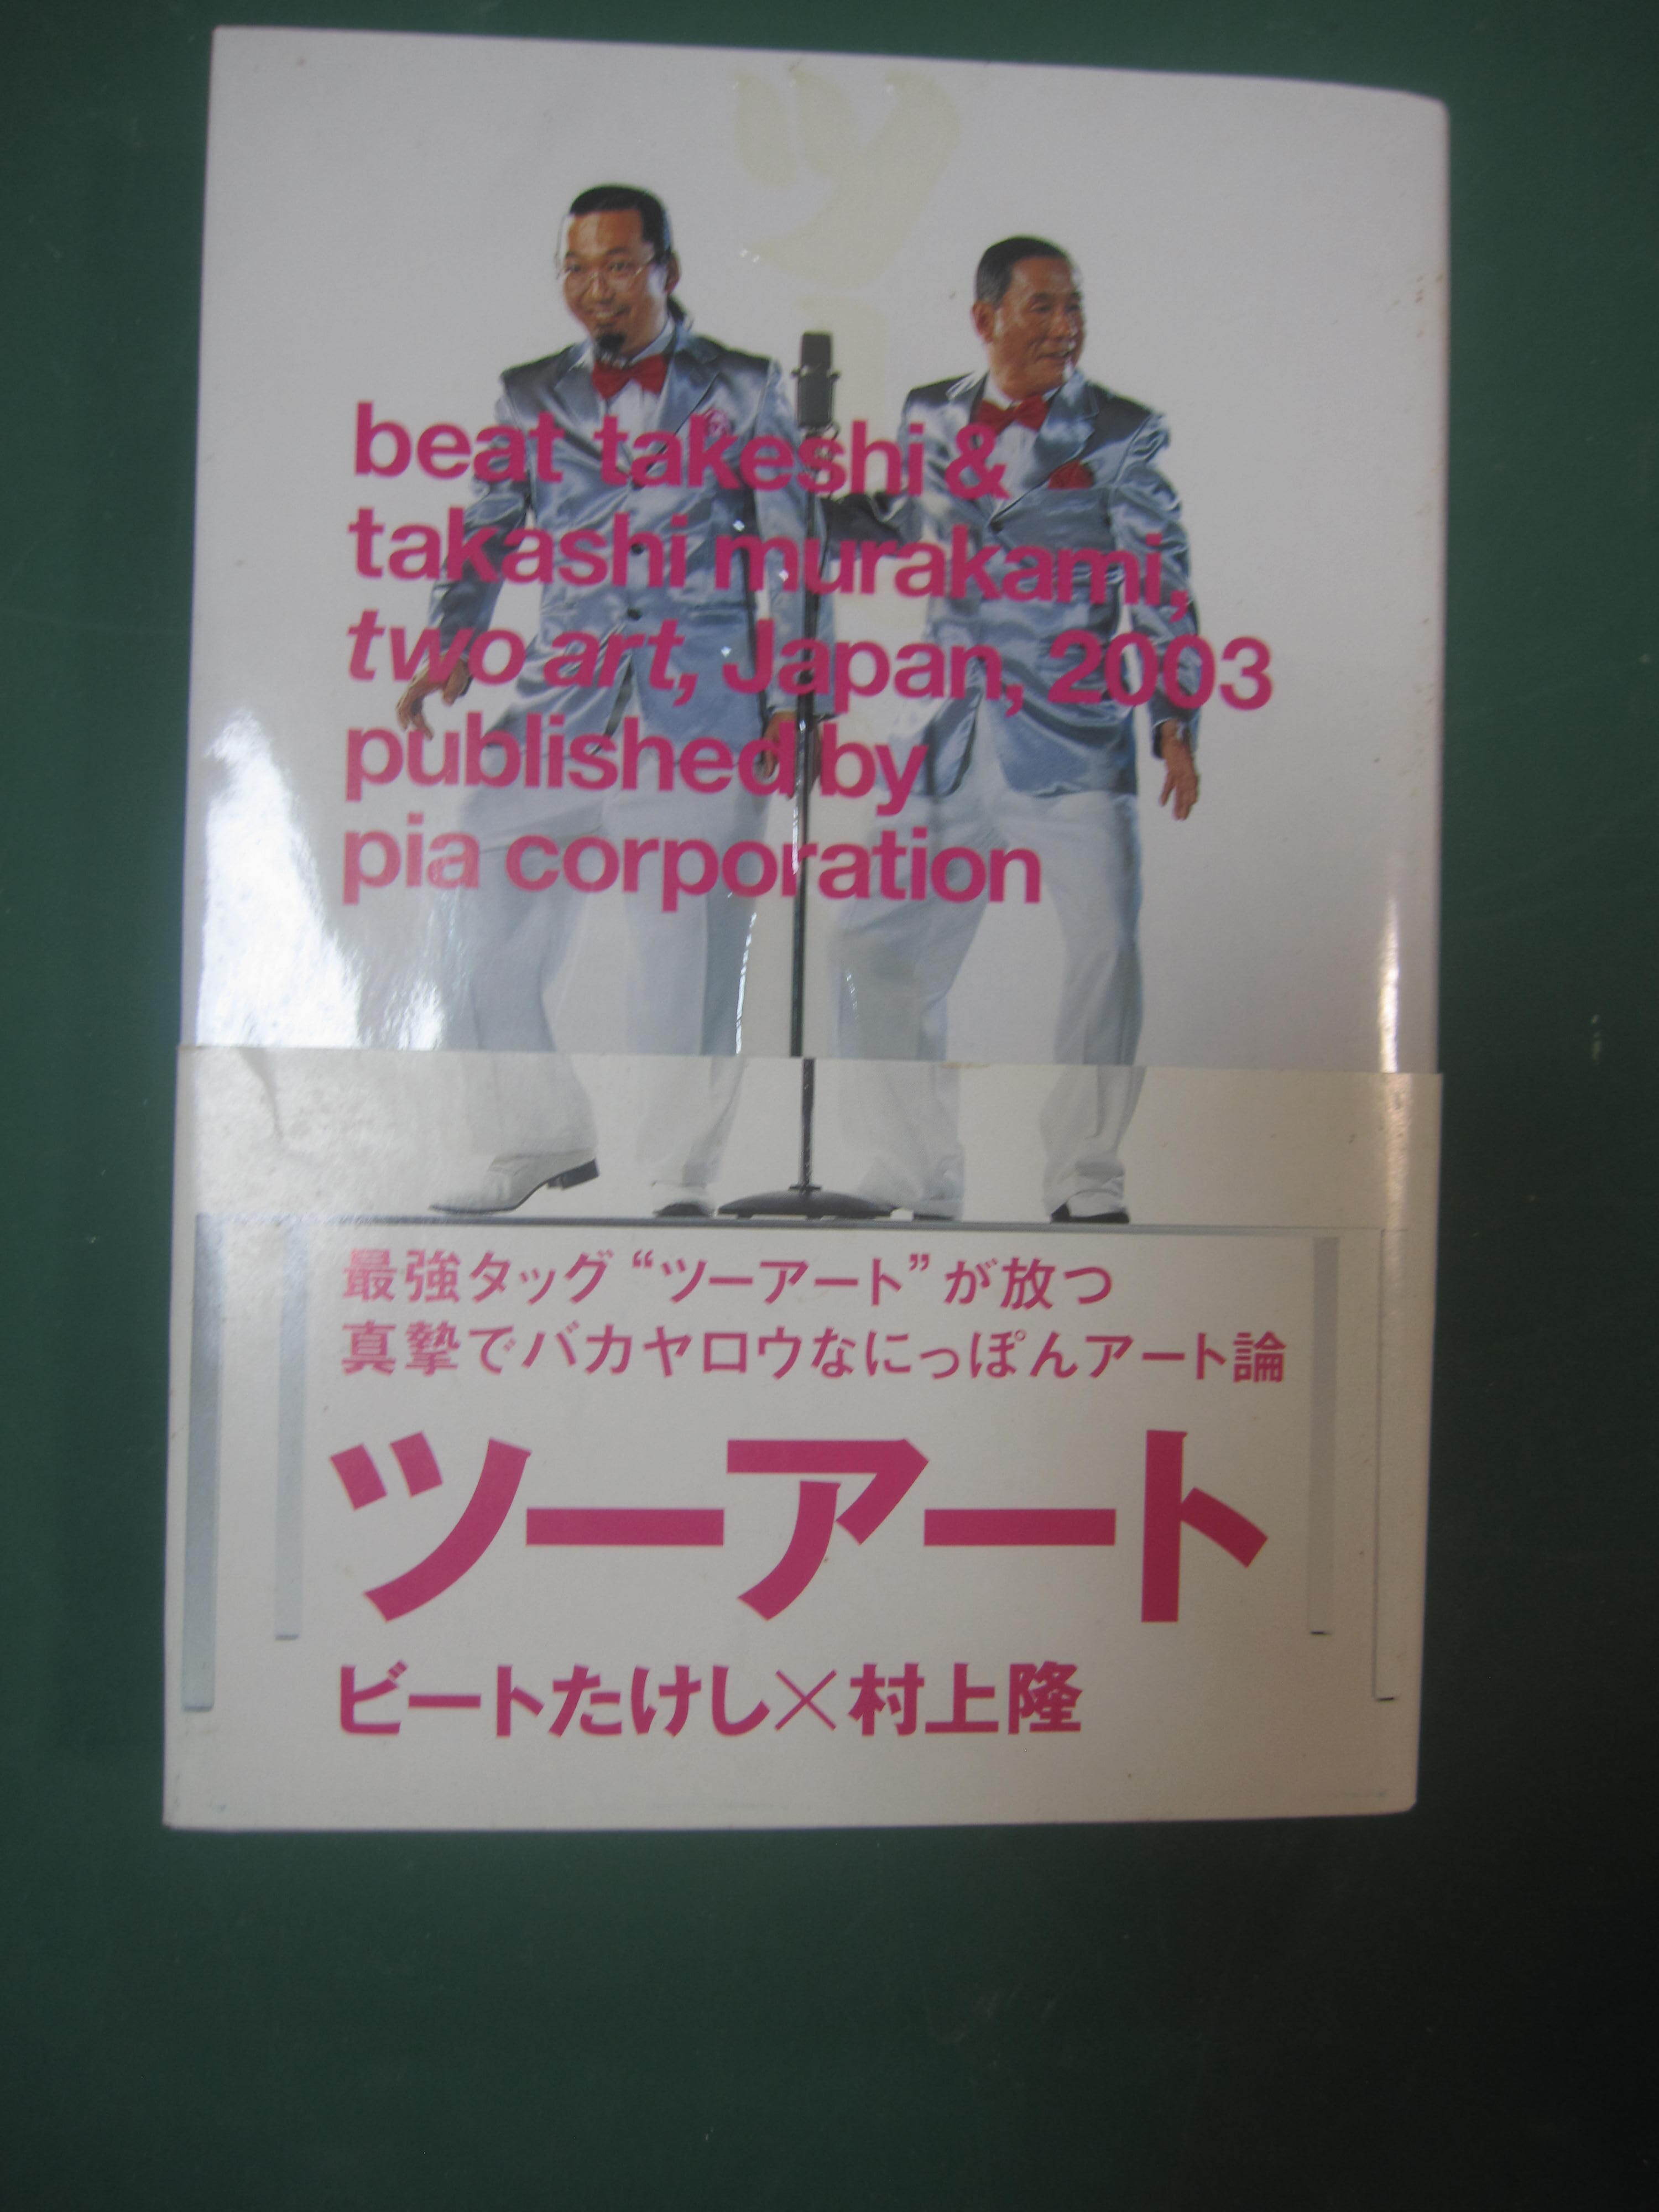 ツー
beat takeshi &
takashi murakami,
two art, Japan, 2003
published by
pia corporation
最強タッグ“ツーアート”が放つ
真摯でバカヤロウなにっぽんアート論
ツーアート
ビートたけし×村上隆